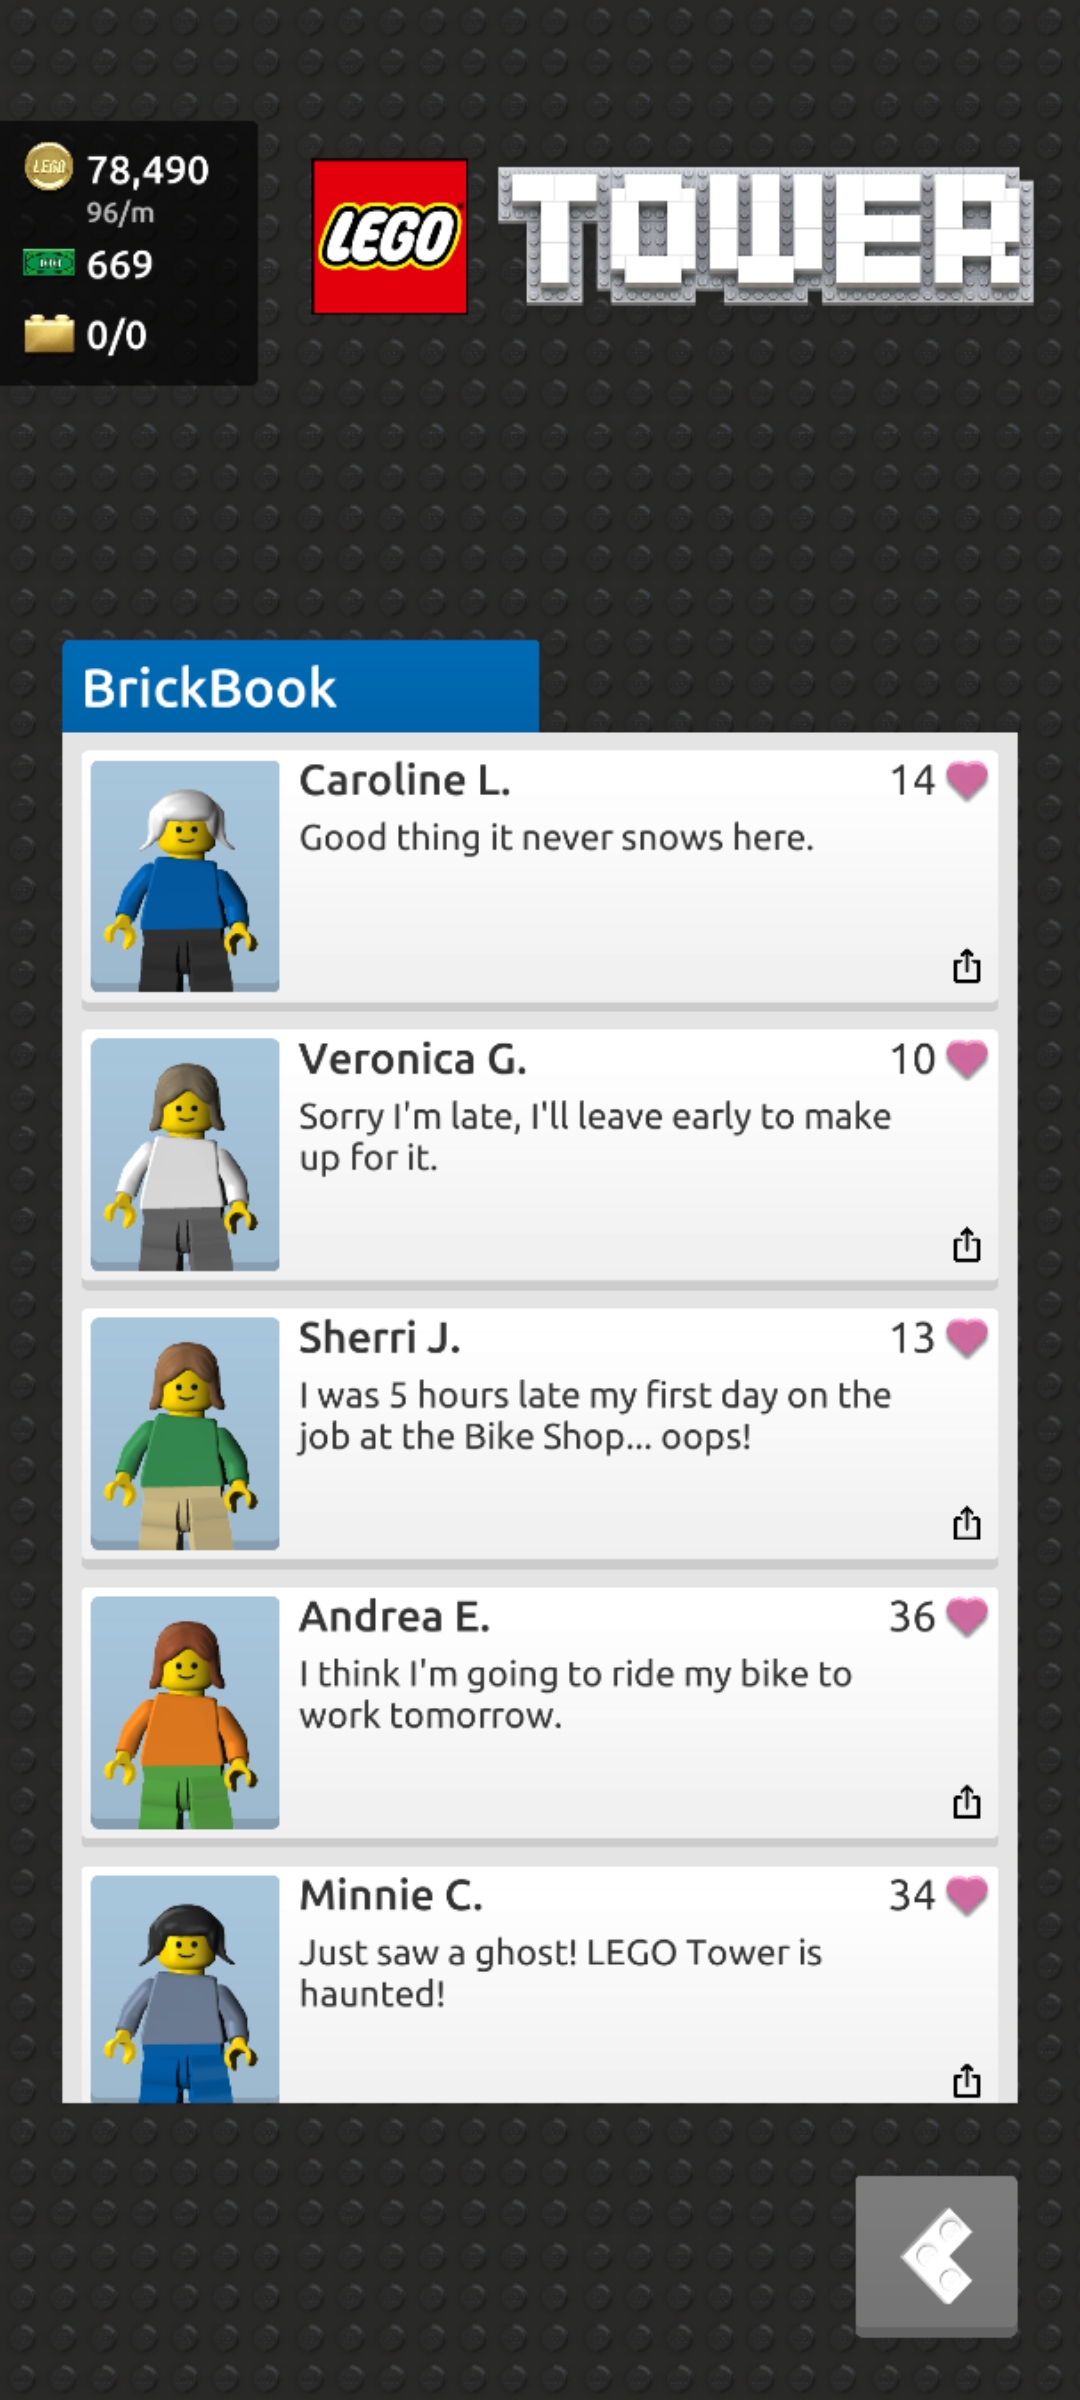 78,490
96/m
669
0/0
LEGO
TOWER
BrickBook
Caroline L.
14
Good thing it never snows here.
Veronica G.
10
Sorry I'm late, I'll leave early to make
up for it.
Sherri J.
13
I was 5 hours late my first day on the
job at the Bike Shop... oops!
Andrea E.
36
I think I'm going to ride my bike to
work tomorrow.
Minnie C.
34
Just saw a ghost! LEGO Tower is
haunted!